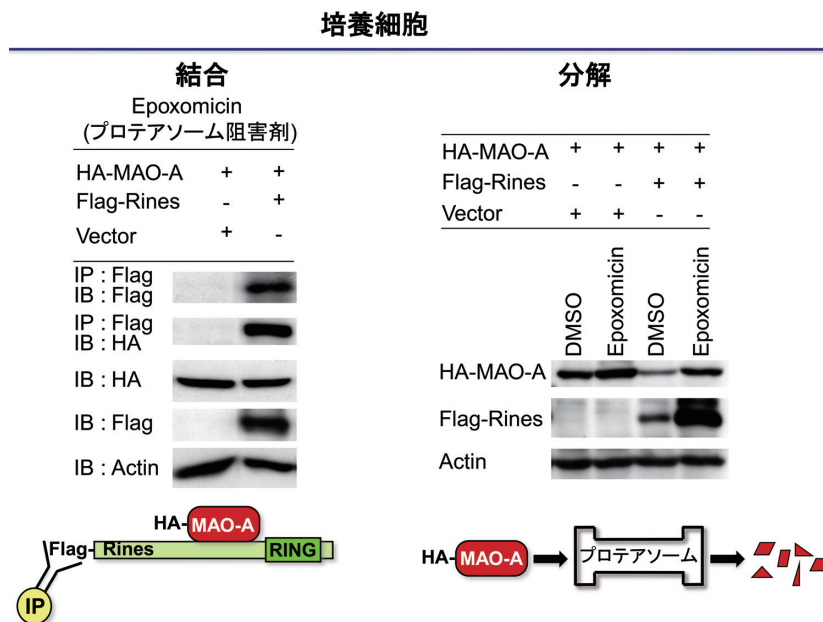 培養細胞
結合
Epoxomicin
(プロテアソーム阻害剤)
HA-MAO-A + +
Flag-Rines - +
Vector + -
IP : Flag
IB : Flag
IP : Flag
IB : HA
IB : HA
IB : Flag
IB : Actin
HA-MAO-A
Flag-Rines RING
IP
分解
HA-MAO-A + + + +
Flag-Rines - - + +
Vector + + - -
DMSO Epoxomicin DMSO Epoxomicin
HA-MAO-A
Flag-Rines
Actin
HA-MAO-A プロテアソーム